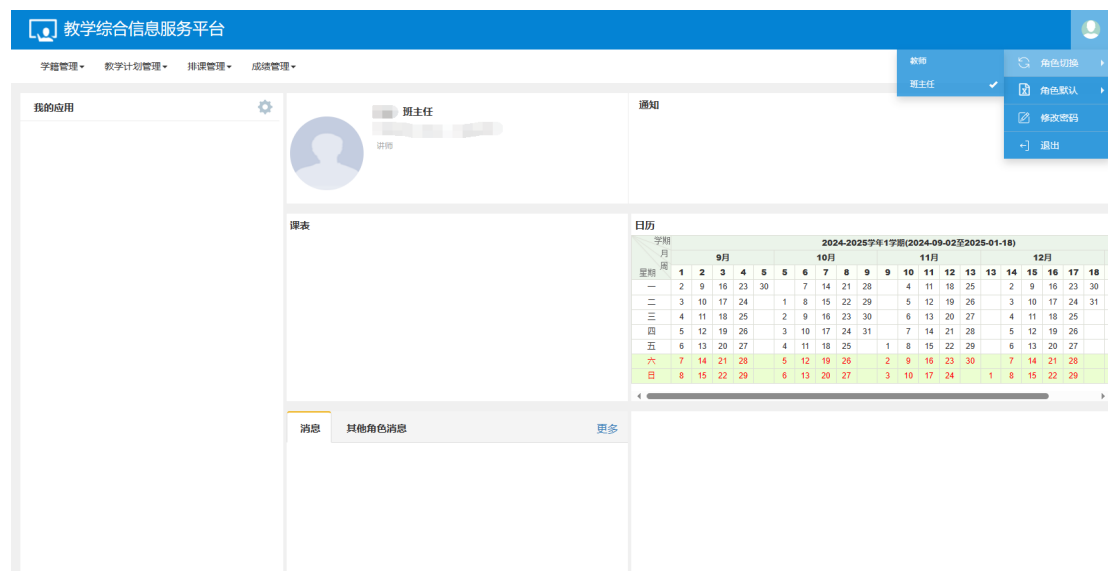 教学综合信息服务平台
学籍管理 教学计划管理 排课管理 成绩管理
教师
班主任
角色切换
角色默认
修改密码
退出
我的应用
班主任
讲师
通知
课表
日历
学期 2024-2025学年1学期(2024-09-02至2025-01-18)
月 9月 10月 11月 12月
周
星期 1 2 3 4 5 5 6 7 8 9 9 10 11 12 13 13 14 15 16 17 18
一 2 9 16 23 30 7 14 21 28 4 11 18 25 2 9 16 23 30
二 3 10 17 24 1 8 15 22 29 5 12 19 26 3 10 17 24 31
三 4 11 18 25 2 9 16 23 30 6 13 20 27 4 11 18 25
四 5 12 19 26 3 10 17 24 31 7 14 21 28 5 12 19 26
五 6 13 20 27 4 11 18 25 1 8 15 22 29 6 13 20 27
六 7 14 21 28 5 12 19 26 2 9 16 23 30 7 14 21 28
日 8 15 22 29 6 13 20 27 3 10 17 24 1 8 15 22 29
消息 其他角色消息 更多